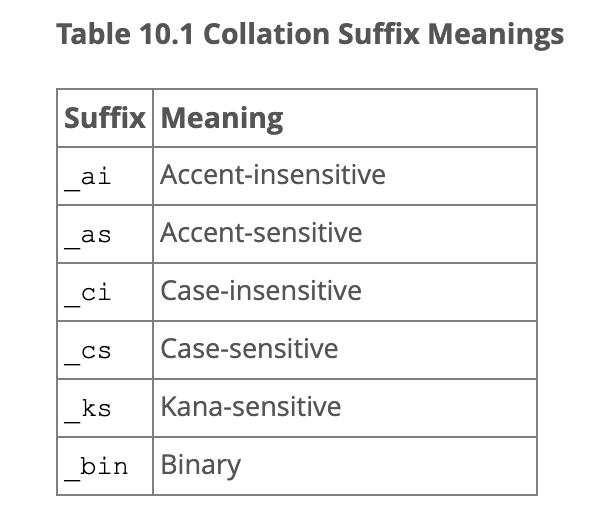 Table 10.1 Collation Suffix Meanings
Suffix Meaning
_ai Accent-insensitive
_as Accent-sensitive
_ci Case-insensitive
_cs Case-sensitive
_ks Kana-sensitive
_bin Binary